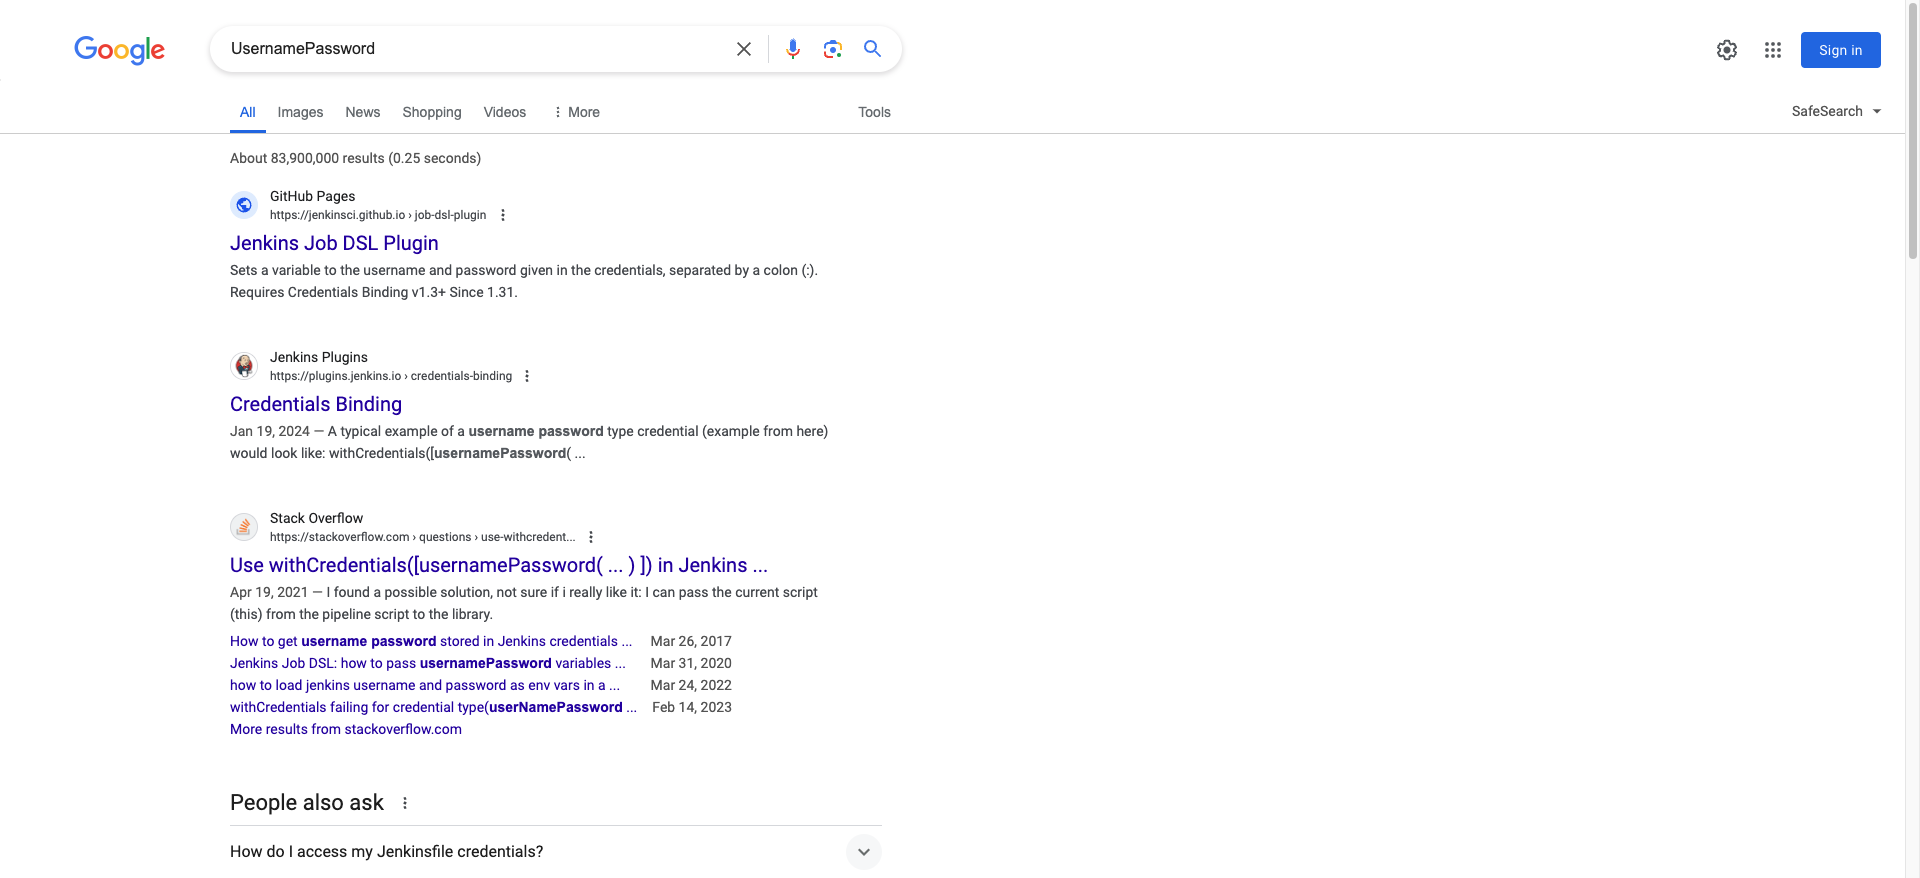 Google
UsernamePassword
Sign in
All
Images
News
Shopping
Videos
More
Tools
SafeSearch
About 83,900,000 results (0.25 seconds)
GitHub Pages
https://jenkinsci.github.io › job-dsl-plugin
Jenkins Job DSL Plugin
Sets a variable to the username and password given in the credentials, separated by a colon (:).
Requires Credentials Binding v1.3+ Since 1.31.
Jenkins Plugins
https://plugins.jenkins.io › credentials-binding
Credentials Binding
Jan 19, 2024 — A typical example of a username password type credential (example from here)
would look like: withCredentials([usernamePassword( ...
Stack Overflow
https://stackoverflow.com › questions › use-withcredent...
Use withCredentials([usernamePassword( ... ) ]) in Jenkins ...
Apr 19, 2021 — I found a possible solution, not sure if i really like it: I can pass the current script
(this) from the pipeline script to the library.
How to get username password stored in Jenkins credentials ... Mar 26, 2017
Jenkins Job DSL: how to pass usernamePassword variables ... Mar 31, 2020
how to load jenkins username and password as env vars in a ... Mar 24, 2022
withCredentials failing for credential type(userNamePassword ... Feb 14, 2023
More results from stackoverflow.com
People also ask
How do I access my Jenkinsfile credentials?